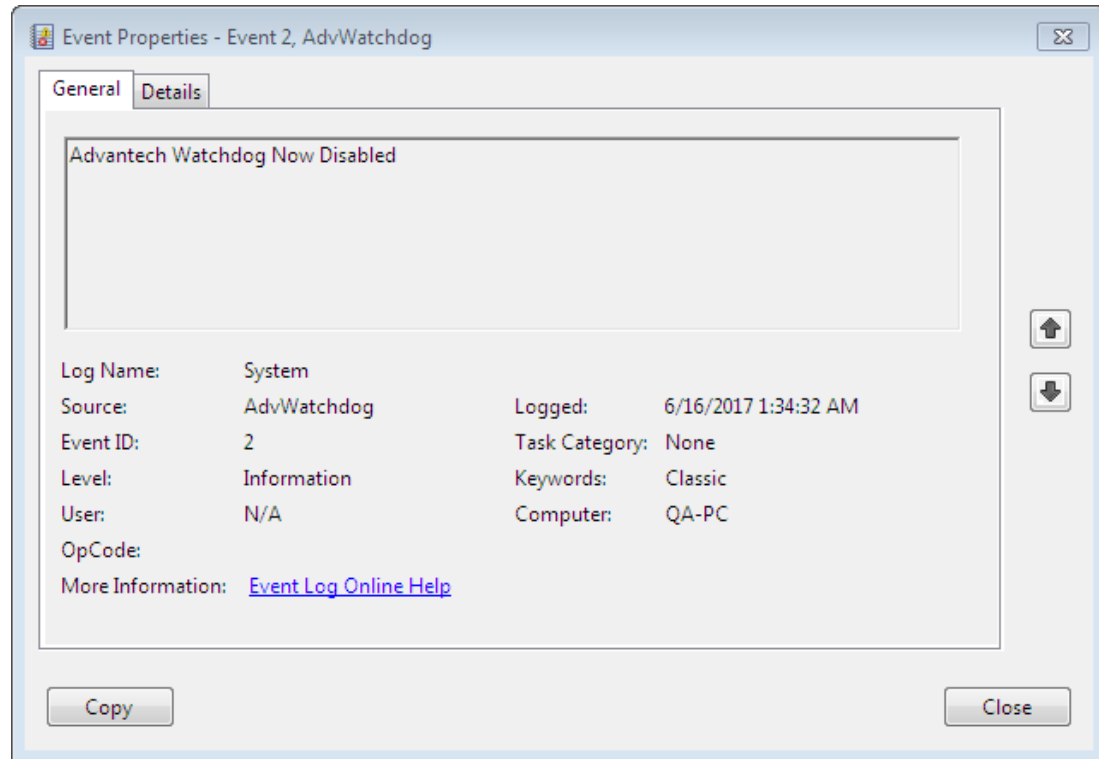 Event Properties - Event 2, AdvWatchdog
General Details
Advantech Watchdog Now Disabled
Log Name: System
Source: AdvWatchdog Logged: 6/16/2017 1:34:32 AM
Event ID: 2 Task Category: None
Level: Information Keywords: Classic
User: N/A Computer: QA-PC
OpCode:
More Information: Event Log Online Help
Copy Close